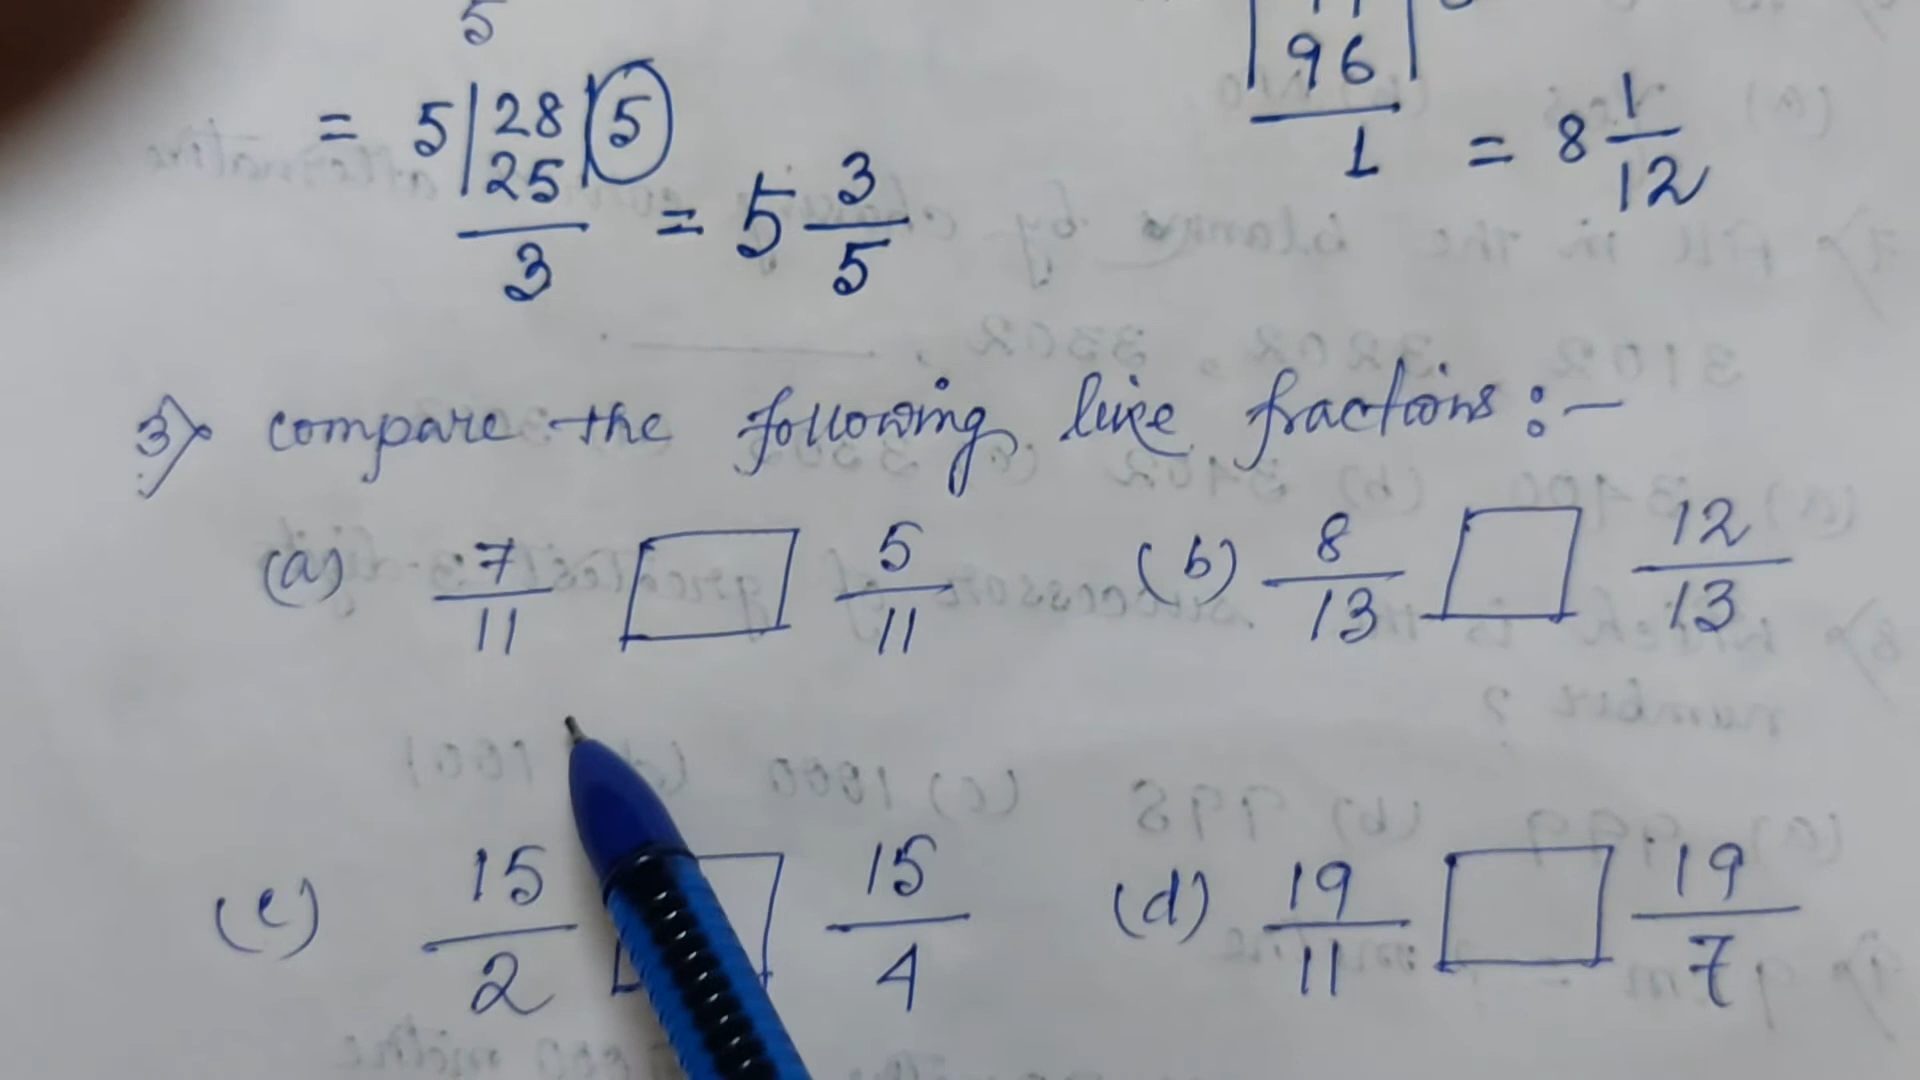 5
= 5|28|5
25
3 = 5 3/5
96
1 = 8 1/12
3) compare the following like fractions :-
(a) 7/11 □ 5/11 (b) 8/13 □ 12/13
(c) 15/2 □ 15/4 (d) 19/11 □ 19/7